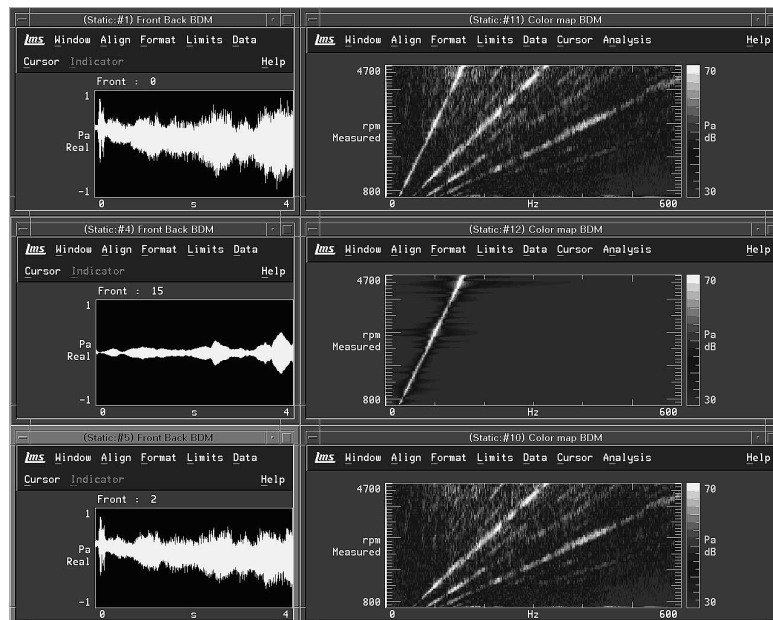 (Static:#1) Front Back BDM
lms Window Align Format Limits Data
Cursor Indicator Help
Front : 0
1
Pa
Real
-1
0 s 4
(Static:#11) Color map BDM
lms Window Align Format Limits Data Cursor Analysis Help
4700 70
rpm Pa
Measured dB
800 30
0 Hz 600
(Static:#4) Front Back BDM
lms Window Align Format Limits Data
Cursor Indicator Help
Front : 15
1
Pa
Real
-1
0 s 4
(Static:#12) Color map BDM
lms Window Align Format Limits Data Cursor Analysis Help
4700 70
rpm Pa
Measured dB
800 30
0 Hz 600
(Static:#5) Front Back BDM
lms Window Align Format Limits Data
Cursor Indicator Help
Front : 2
1
Pa
Real
-1
0 s 4
(Static:#10) Color map BDM
lms Window Align Format Limits Data Cursor Analysis Help
4700 70
rpm Pa
Measured dB
800 30
0 Hz 600